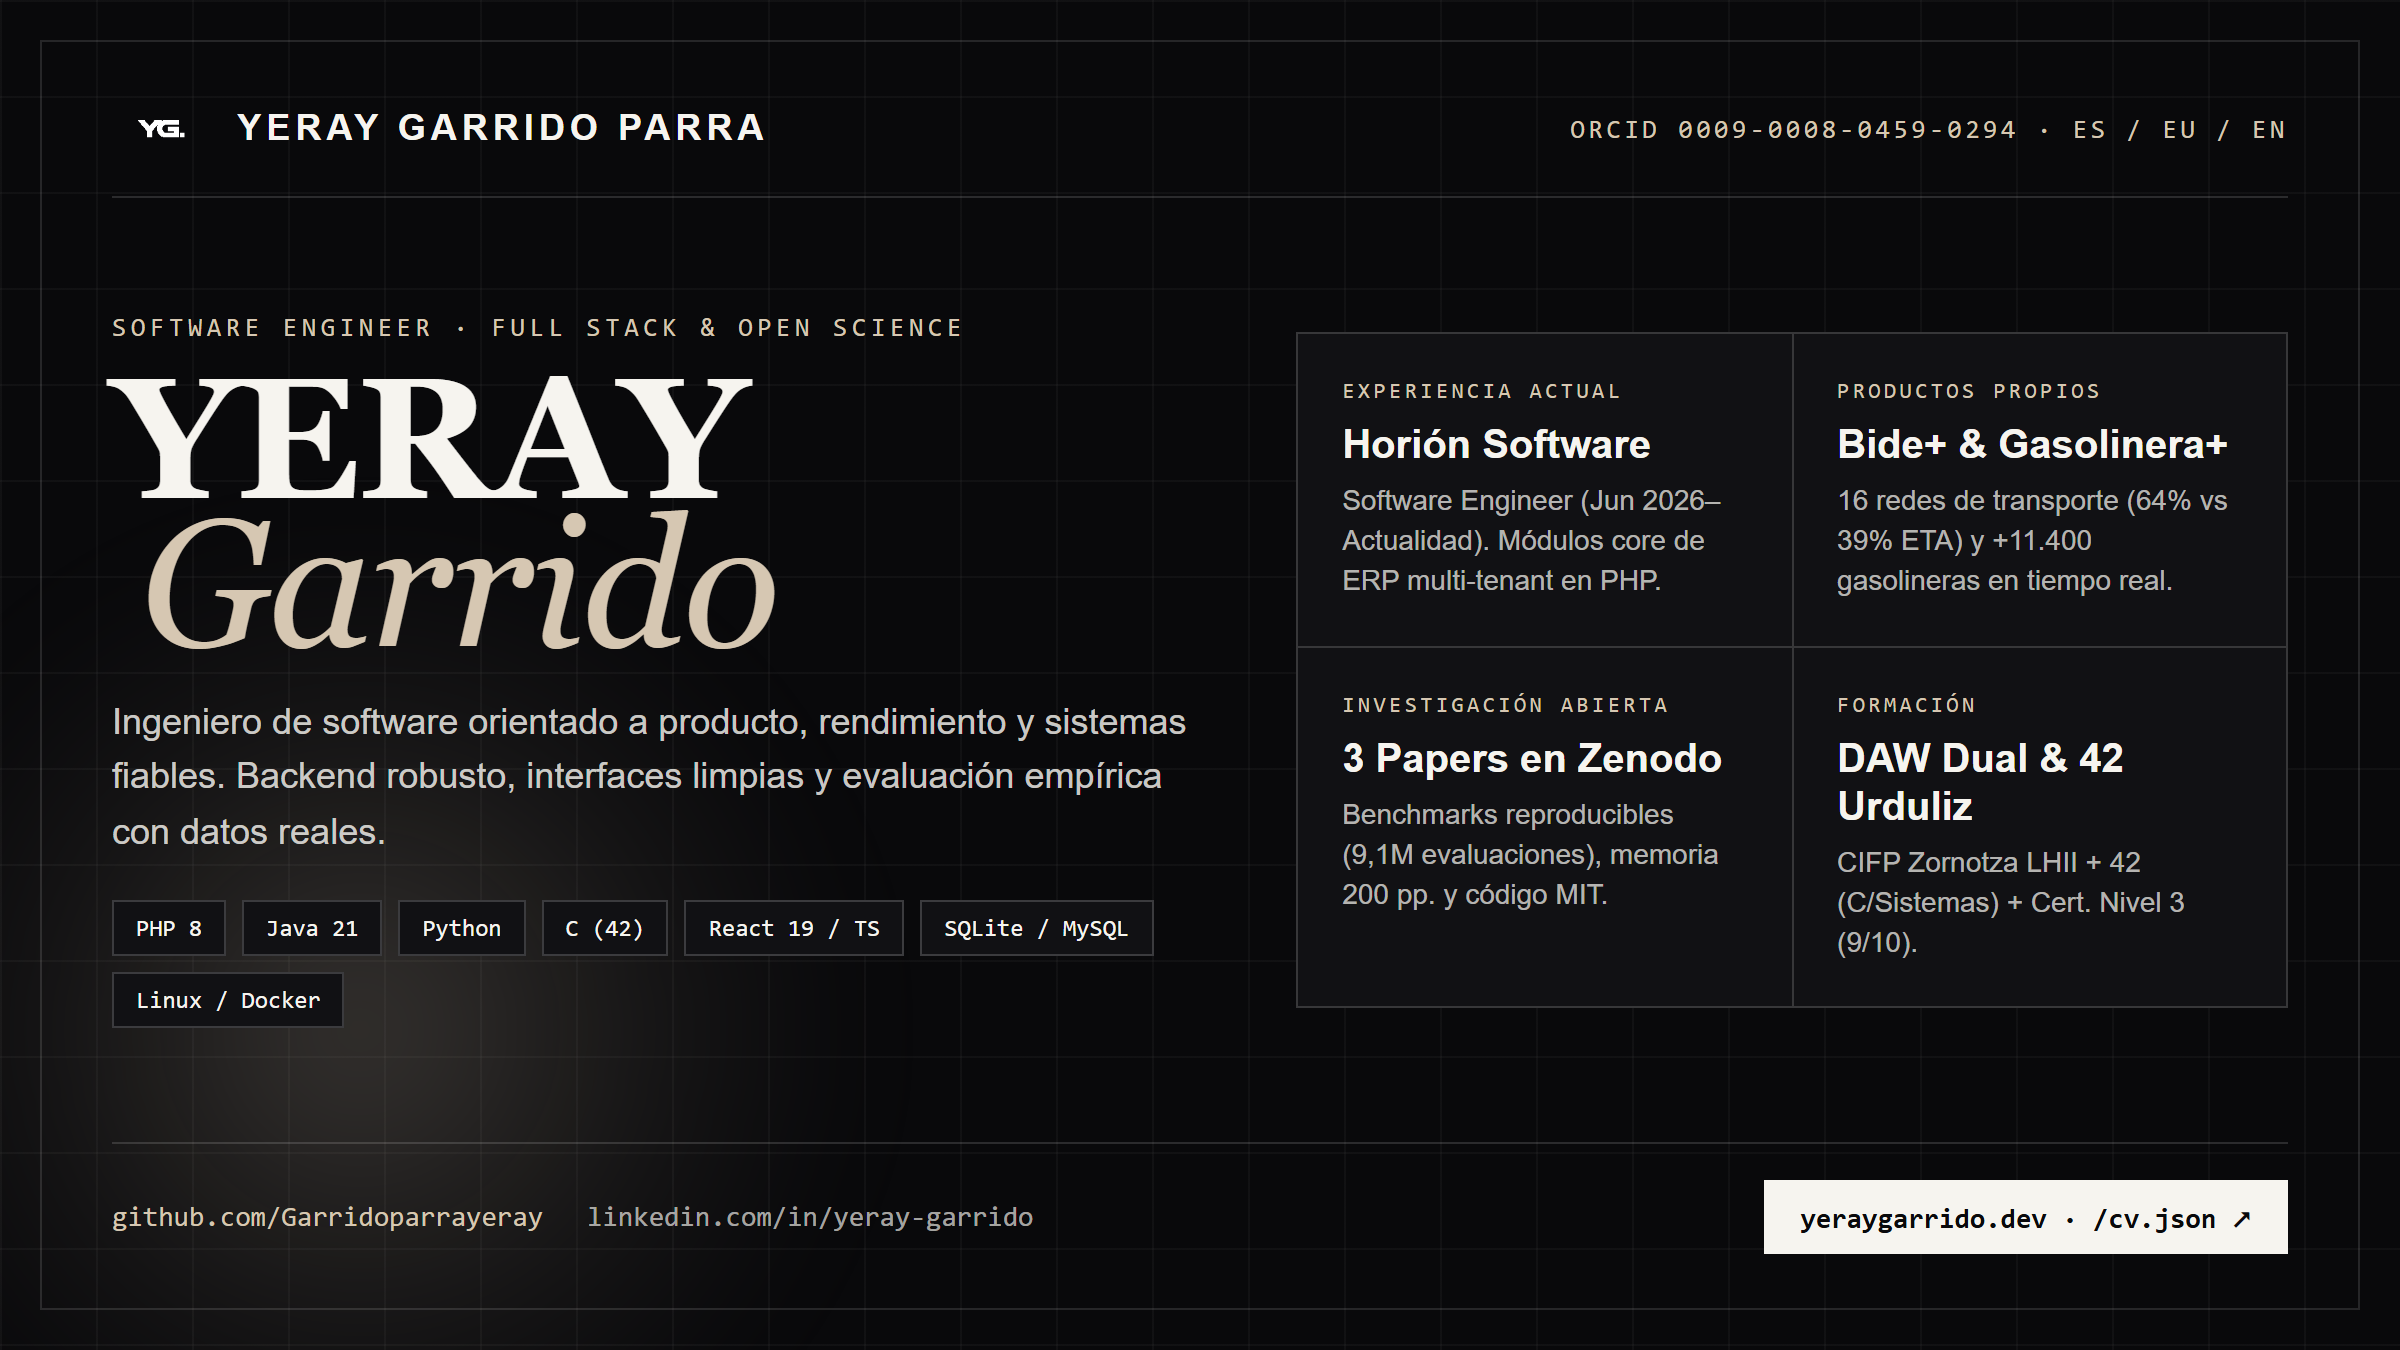 YG. YERAY GARRIDO PARRA
ORCID 0009-0008-0459-0294 · ES / EU / EN
SOFTWARE ENGINEER · FULL STACK & OPEN SCIENCE
YERAY
Garrido
Ingeniero de software orientado a producto, rendimiento y sistemas
fiables. Backend robusto, interfaces limpias y evaluación empírica
con datos reales.
PHP 8
Java 21
Python
C (42)
React 19 / TS
SQLite / MySQL
Linux / Docker
EXPERIENCIA ACTUAL
Horión Software
Software Engineer (Jun 2026–
Actualidad). Módulos core de
ERP multi-tenant en PHP.
PRODUCTOS PROPIOS
Bide+ & Gasolinera+
16 redes de transporte (64% vs
39% ETA) y +11.400
gasolineras en tiempo real.
INVESTIGACIÓN ABIERTA
3 Papers en Zenodo
Benchmarks reproducibles
(9,1M evaluaciones), memoria
200 pp. y código MIT.
FORMACIÓN
DAW Dual & 42
Urduliz
CIFP Zornotza LHII + 42
(C/Sistemas) + Cert. Nivel 3
(9/10).
github.com/Garridoparrayeray
linkedin.com/in/yeray-garrido
yeraygarrido.dev · /cv.json ↗